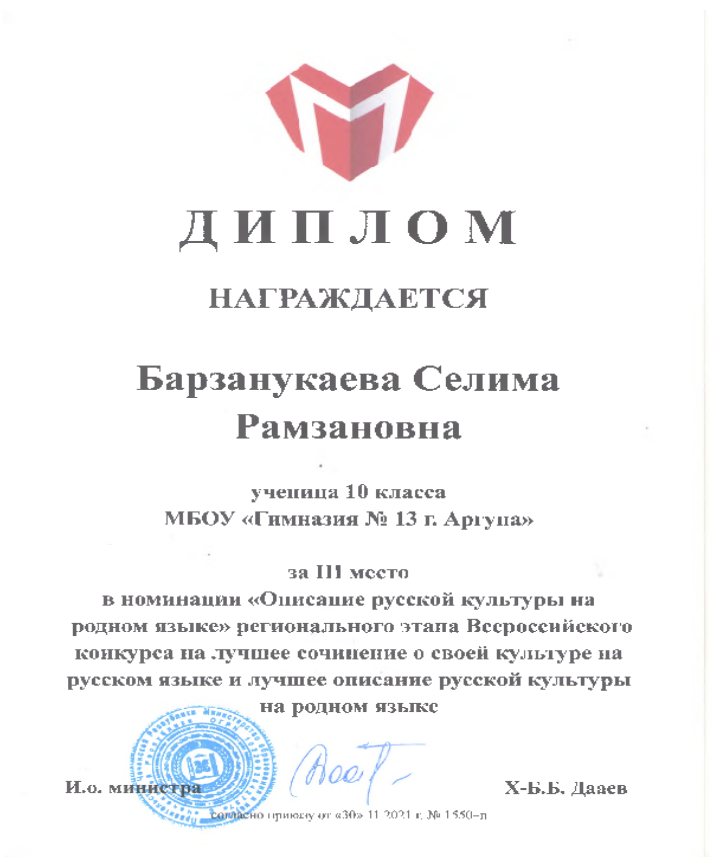 ДИПЛОМ
НАГРАЖДАЕТСЯ
Барзанукаева Селима
Рамзановна
ученица 10 класса
МБОУ «Гимназия № 13 г. Аргуна»
за III место
в номинации «Описание русской культуры на
родном языке» регионального этапа Всероссийского
конкурса на лучшее сочинение о своей культуре на
русском языке и лучшее описание русской культуры
на родном языке
И.о. министра
Х-Б.Б. Дааев
согласно приказу от «30» 11 2021 г. № 1550-п